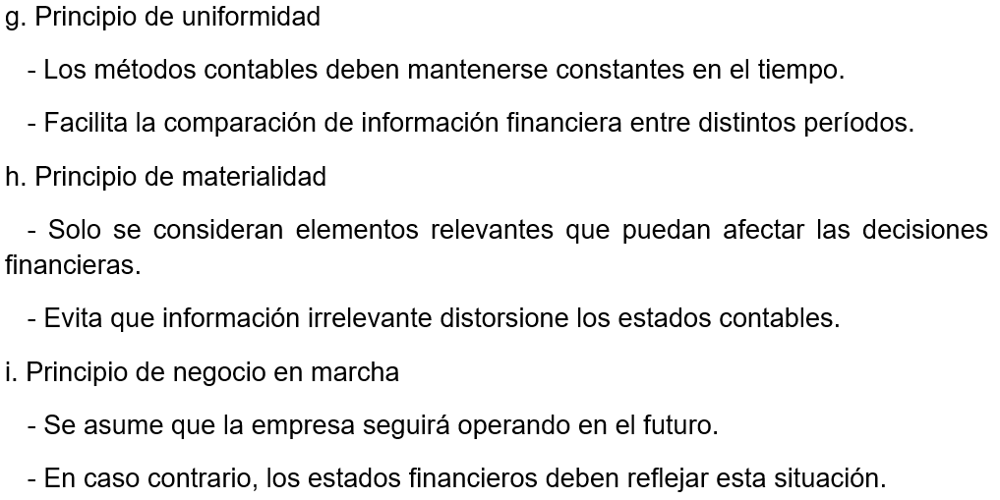 g. Principio de uniformidad
- Los métodos contables deben mantenerse constantes en el tiempo.
- Facilita la comparación de información financiera entre distintos períodos.
h. Principio de materialidad
- Solo se consideran elementos relevantes que puedan afectar las decisiones
financieras.
- Evita que información irrelevante distorsione los estados contables.
i. Principio de negocio en marcha
- Se asume que la empresa seguirá operando en el futuro.
- En caso contrario, los estados financieros deben reflejar esta situación.